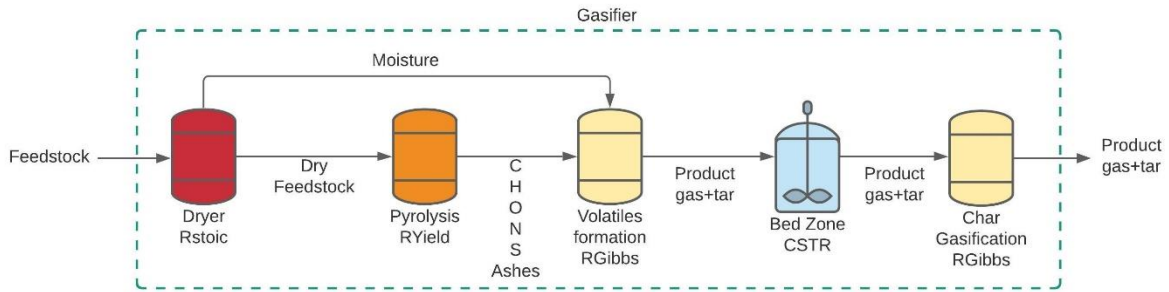 Gasifier
Moisture
Feedstock
Dry
Feedstock
C
H
O
N
S
Ashes
Product
gas+tar
Product
gas+tar
Product
gas+tar
Dryer
Rstoic
Pyrolysis
RYield
Volatiles
formation
RGibbs
Bed Zone
CSTR
Char
Gasification
RGibbs